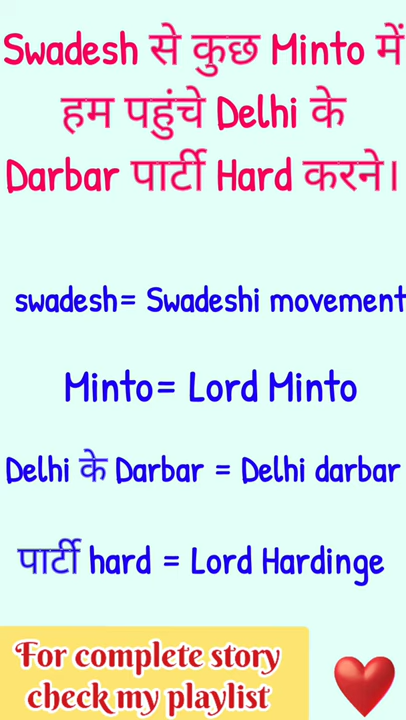 Swadesh से कुछ Minto में
हम पहुंचे Delhi के
Darbar पार्टी Hard करने।
swadesh= Swadeshi movement
Minto= Lord Minto
Delhi के Darbar = Delhi darbar
पार्टी hard = Lord Hardinge
For complete story
check my playlist